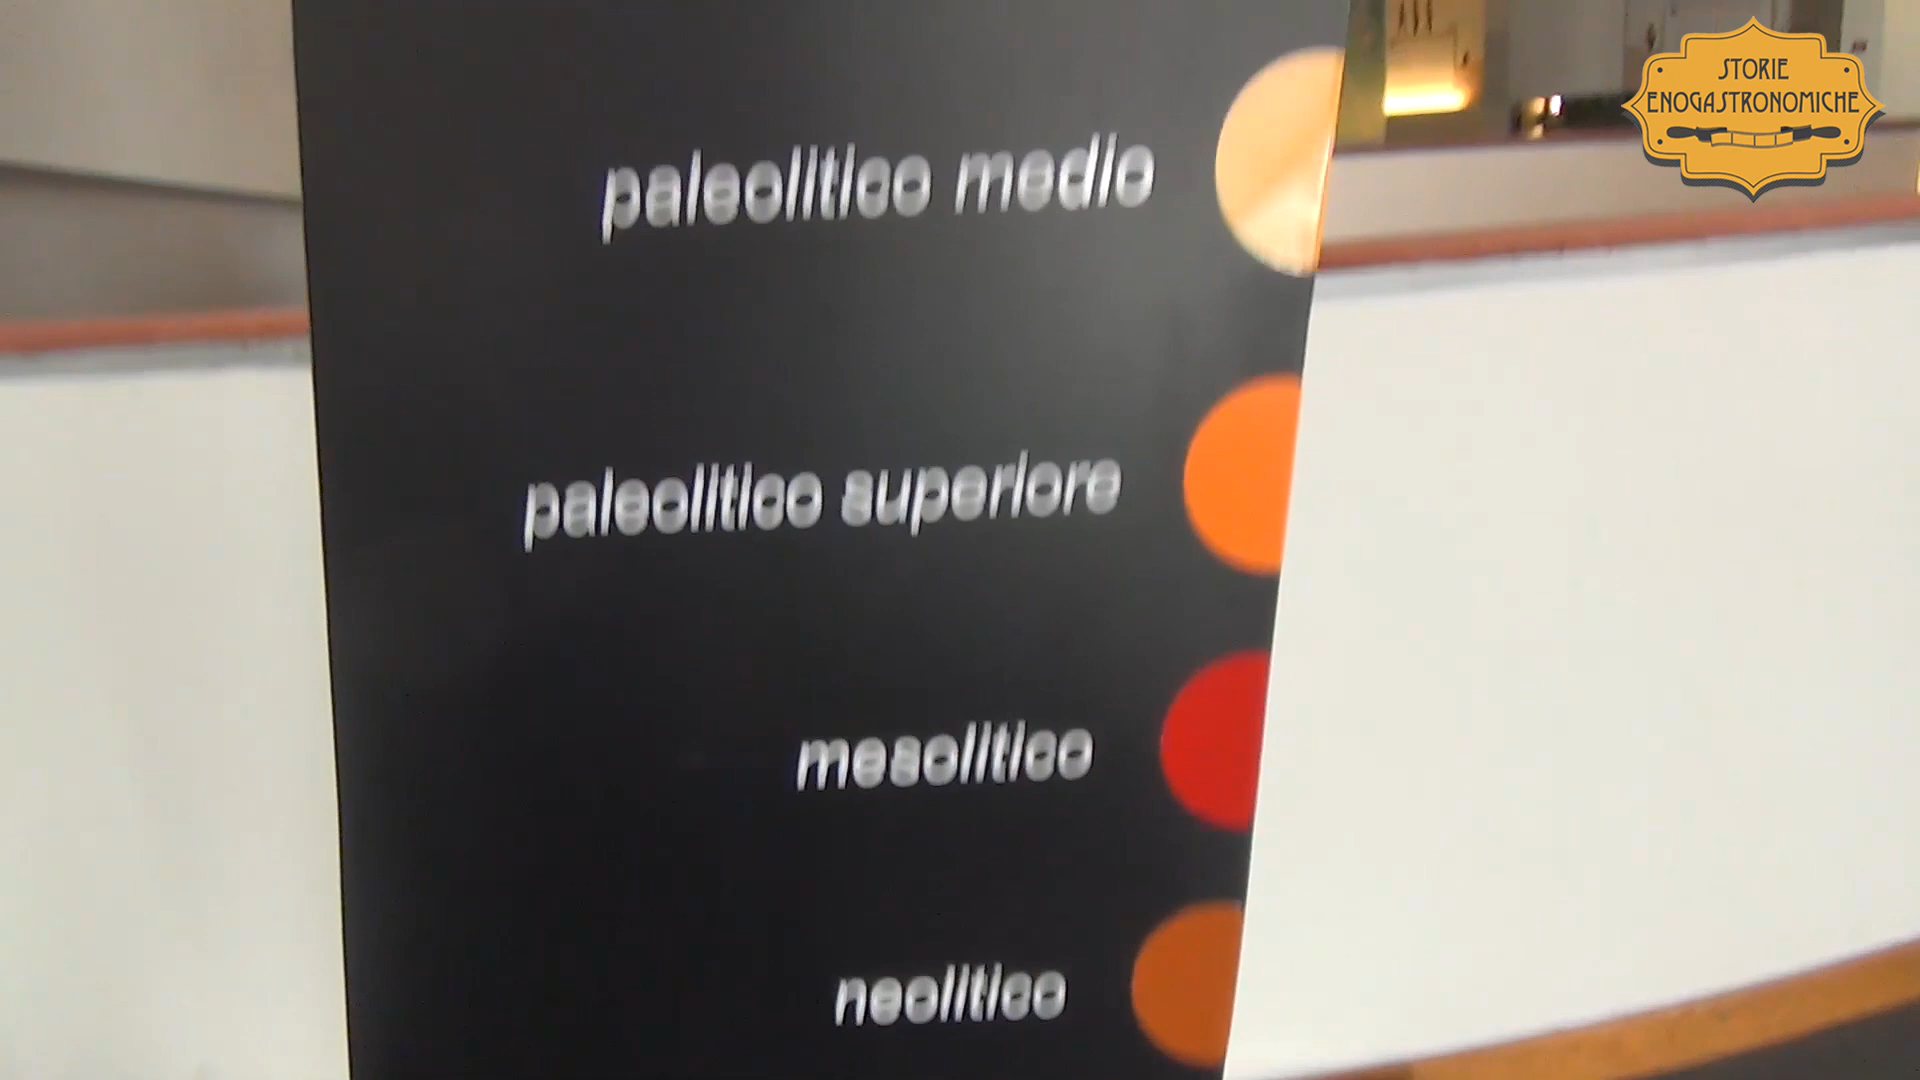 STORIE
ENOGASTRONOMICHE
paleolitico medio
paleolitico superiore
mesolitico
neolitico